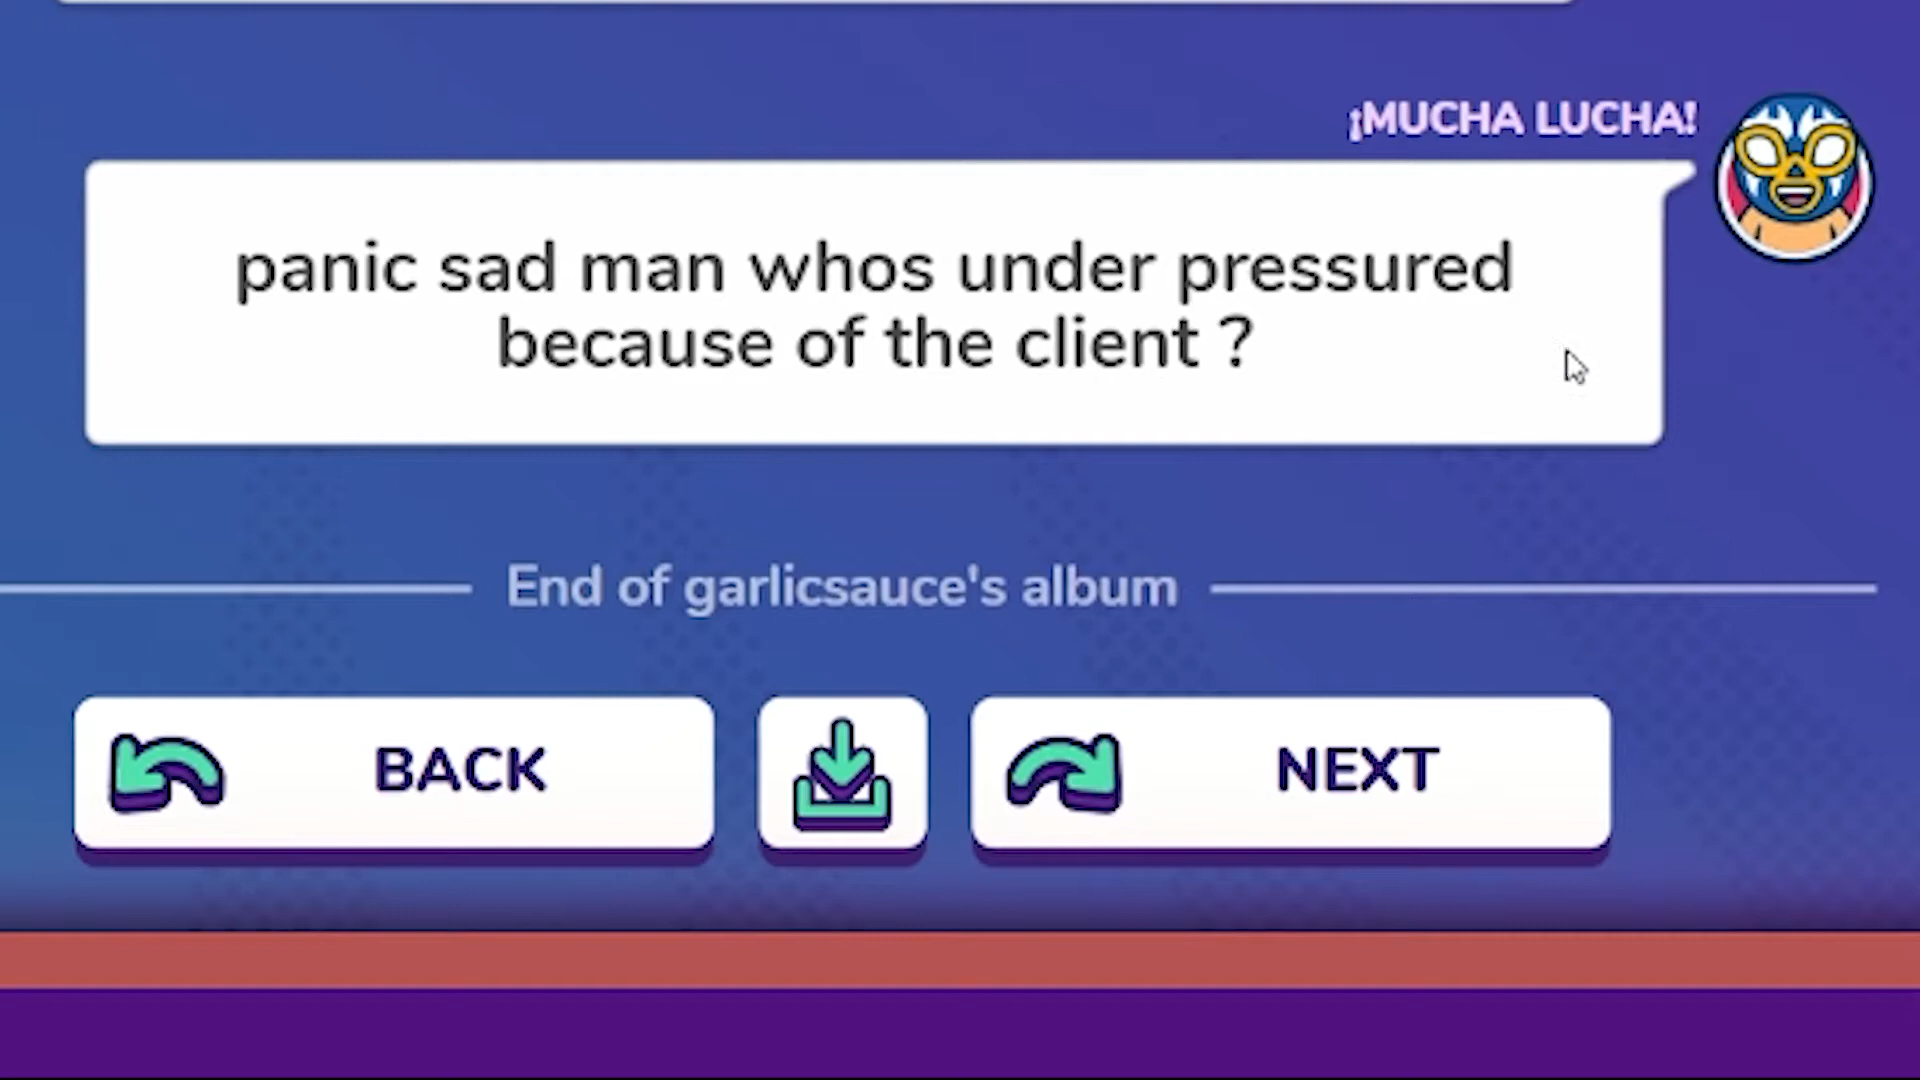 ¡MUCHA LUCHA!
panic sad man whos under pressured
because of the client ?
End of garlicsauce's album
BACK
NEXT